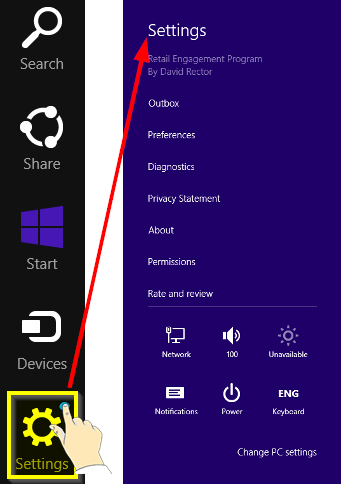 Search
Share
Start
Devices
Settings
Settings
Retail Engagement Program
By David Rector
Outbox
Preferences
Diagnostics
Privacy Statement
About
Permissions
Rate and review
Network
100
Unavailable
Notifications
Power
ENG
Keyboard
Change PC settings